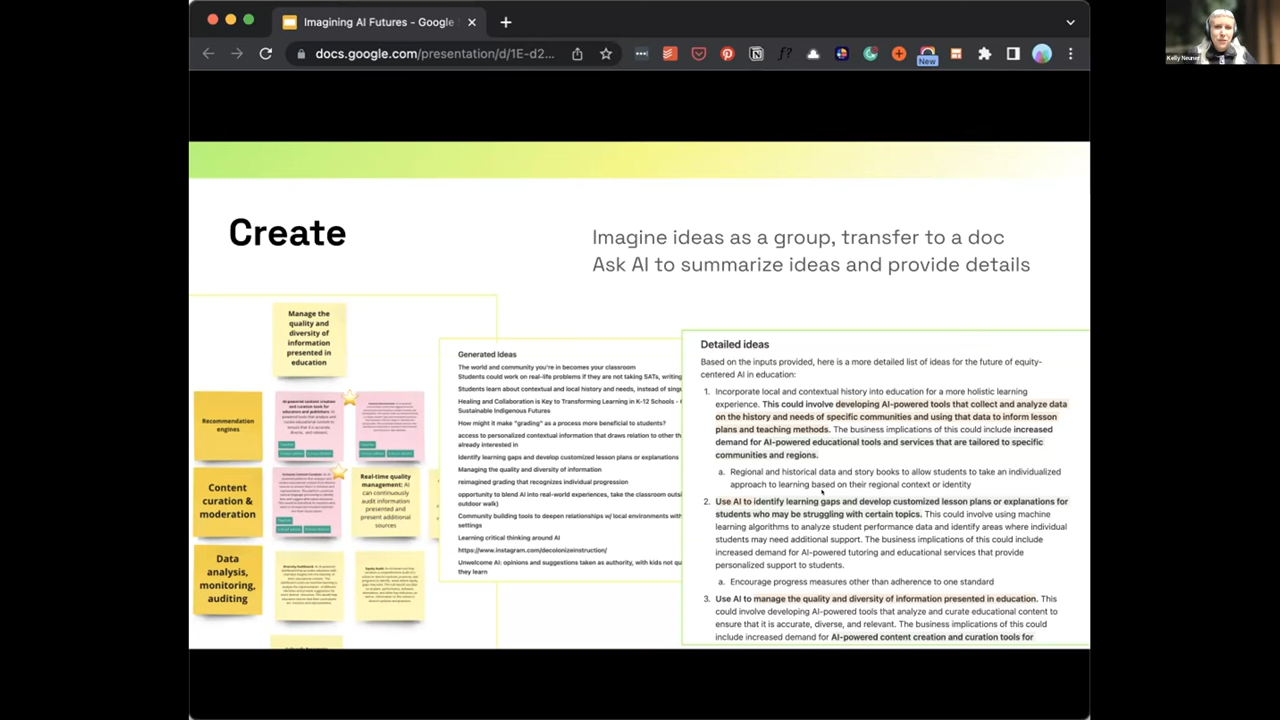 Imagining AI Futures - Google
docs.google.com/presentation/d/1E-d2...
New
Kelly
Create
Imagine ideas as a group, transfer to a doc
Ask AI to summarize ideas and provide details
Manage the
quality and
diversity of
information
presented in
education
Recommendation
engines
Content
curation &
moderation
Real-time quality
management: AI
can continuously
audit information
presented and
present additional
sources
Data
analysis,
monitoring,
auditing
Generated Ideas
The world and community you're in becomes your classroom
Students could work on real-life problems if they are not taking SATs, writing
Students learn about contextual and local history and needs, instead of sing
Healing and Collaboration is Key to Transforming Learning in K-12 Schools -
Sustainable Indigenous Futures
How might it make "grading" as a process more beneficial to students?
access to personalized contextual information that draws relation to other th
already interested in
Identify learning gaps and develop customized lesson plans or explanations
Managing the quality and diversity of information
reimagined grading that recognizes individual progression
opportunity to blend AI into real-world experiences, take the classroom outsi
outdoor walk)
Community building tools to deepen relationships w/ local environments with
settings
Learning critical thinking around AI
https://www.instagram.com/decolonizeinstruction/
Unwelcome AI: opinions and suggestions taken as authority, with kids not qu
they learn
Detailed ideas
Based on the inputs provided, here is a more detailed list of ideas for the future of equity-
centered AI in education:
1. Incorporate local and contextual history into education for a more holistic learning
experience. This could involve developing AI-powered tools that collect and analyze data
on the history and needs of specific communities and using that data to inform lesson
plans and teaching methods. The business implications of this could include increased
demand for AI-powered educational tools and services that are tailored to specific
communities and regions.
a. Regional and historical data and story books to allow students to take an individualized
approach to learning based on their regional context or identity
2. identify learning gaps and develop customized lesson plans or explanations for
students who may be struggling with certain topics. This could involve using machine
learning algorithms to analyze student performance data and identify areas where individual
students may need additional support. The business implications of this could include
increased demand for AI-powered tutoring and educational services that provide
personalized support to students.
a. Encourage progress measures other than adherence to one standard
3. Use AI to manage the quality and diversity of information presented in education. This
could involve developing AI-powered tools that analyze and curate educational content to
ensure that it is accurate, diverse, and relevant. The business implications of this could
include increased demand for AI-powered content creation and curation tools for